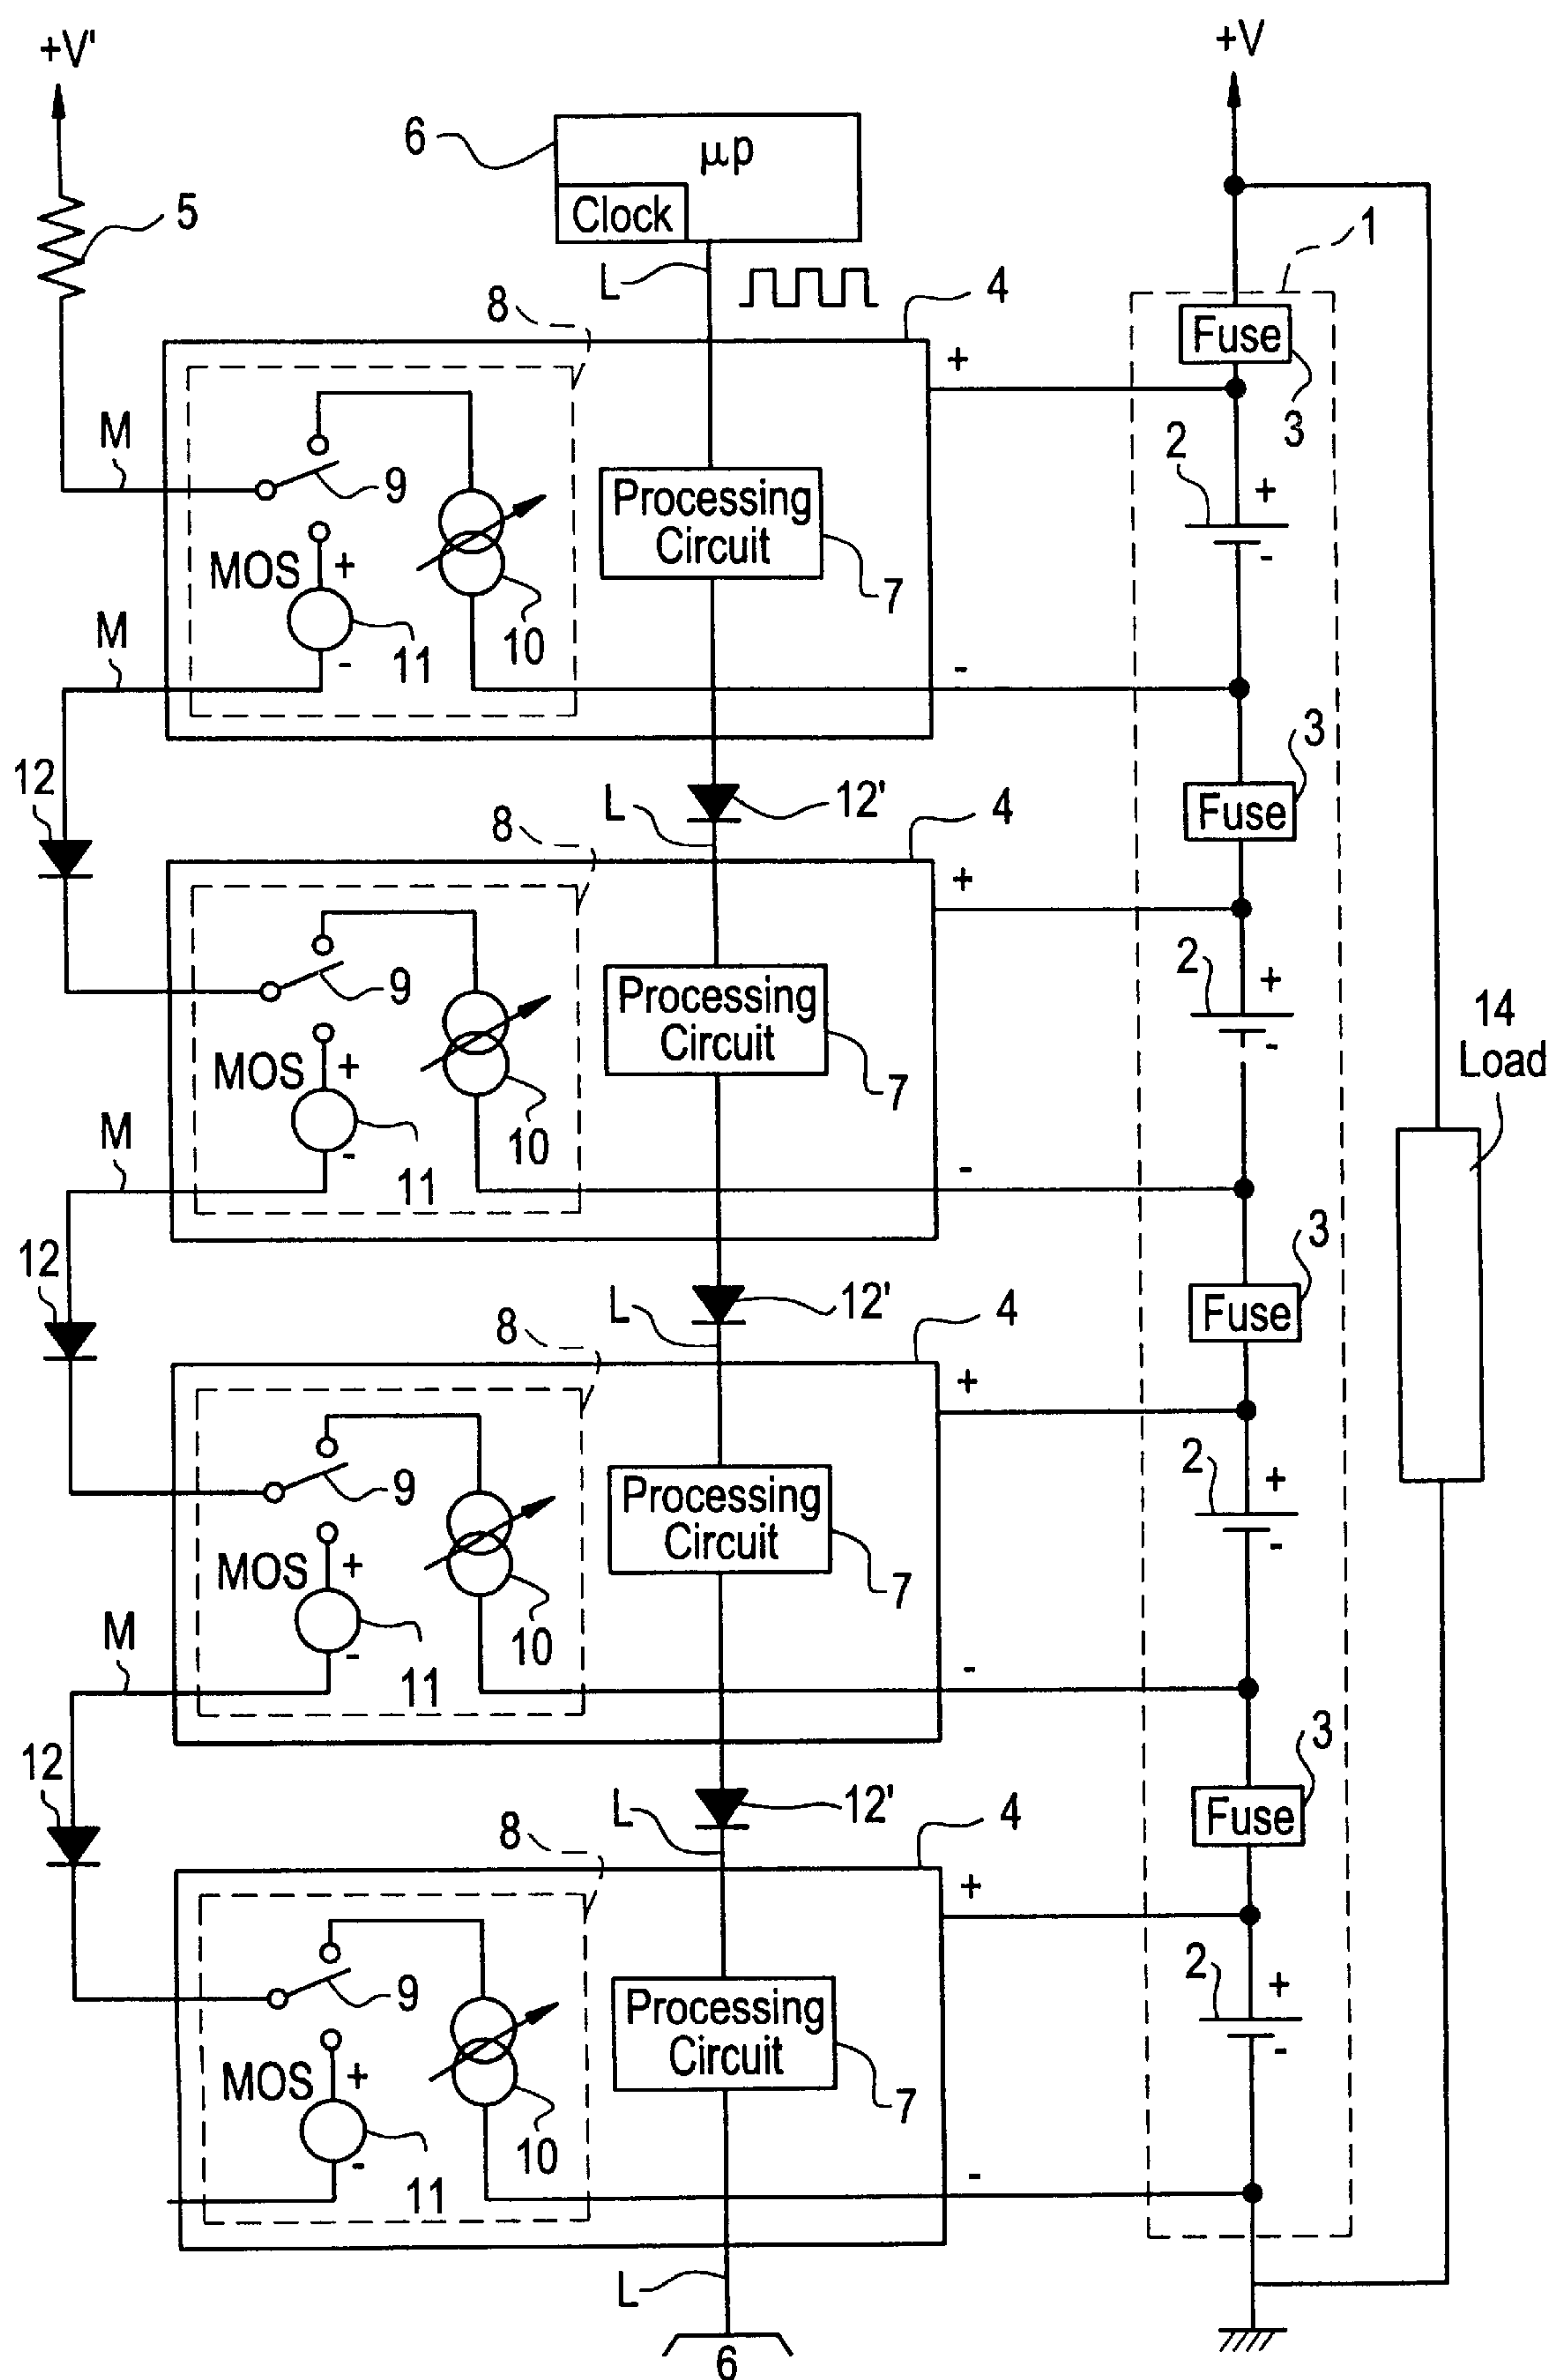 +V'
+V
6
μp
Clock
5
1
L
8
4
Fuse
+
3
M
9
2
+
Processing
Circuit
-
MOS
+
7
M
11
-
10
-
3
12
12'
L
8
4
Fuse
+
2
+
9
Processing
Circuit
-
14
Load
MOS
+
7
M
10
-
11
-
3
12
12'
L
8
4
Fuse
+
2
+
9
Processing
Circuit
-
MOS
+
7
M
10
-
11
-
3
12
12'
L
8
4
Fuse
+
2
+
9
Processing
Circuit
-
MOS
+
7
10
-
11
-
L
6